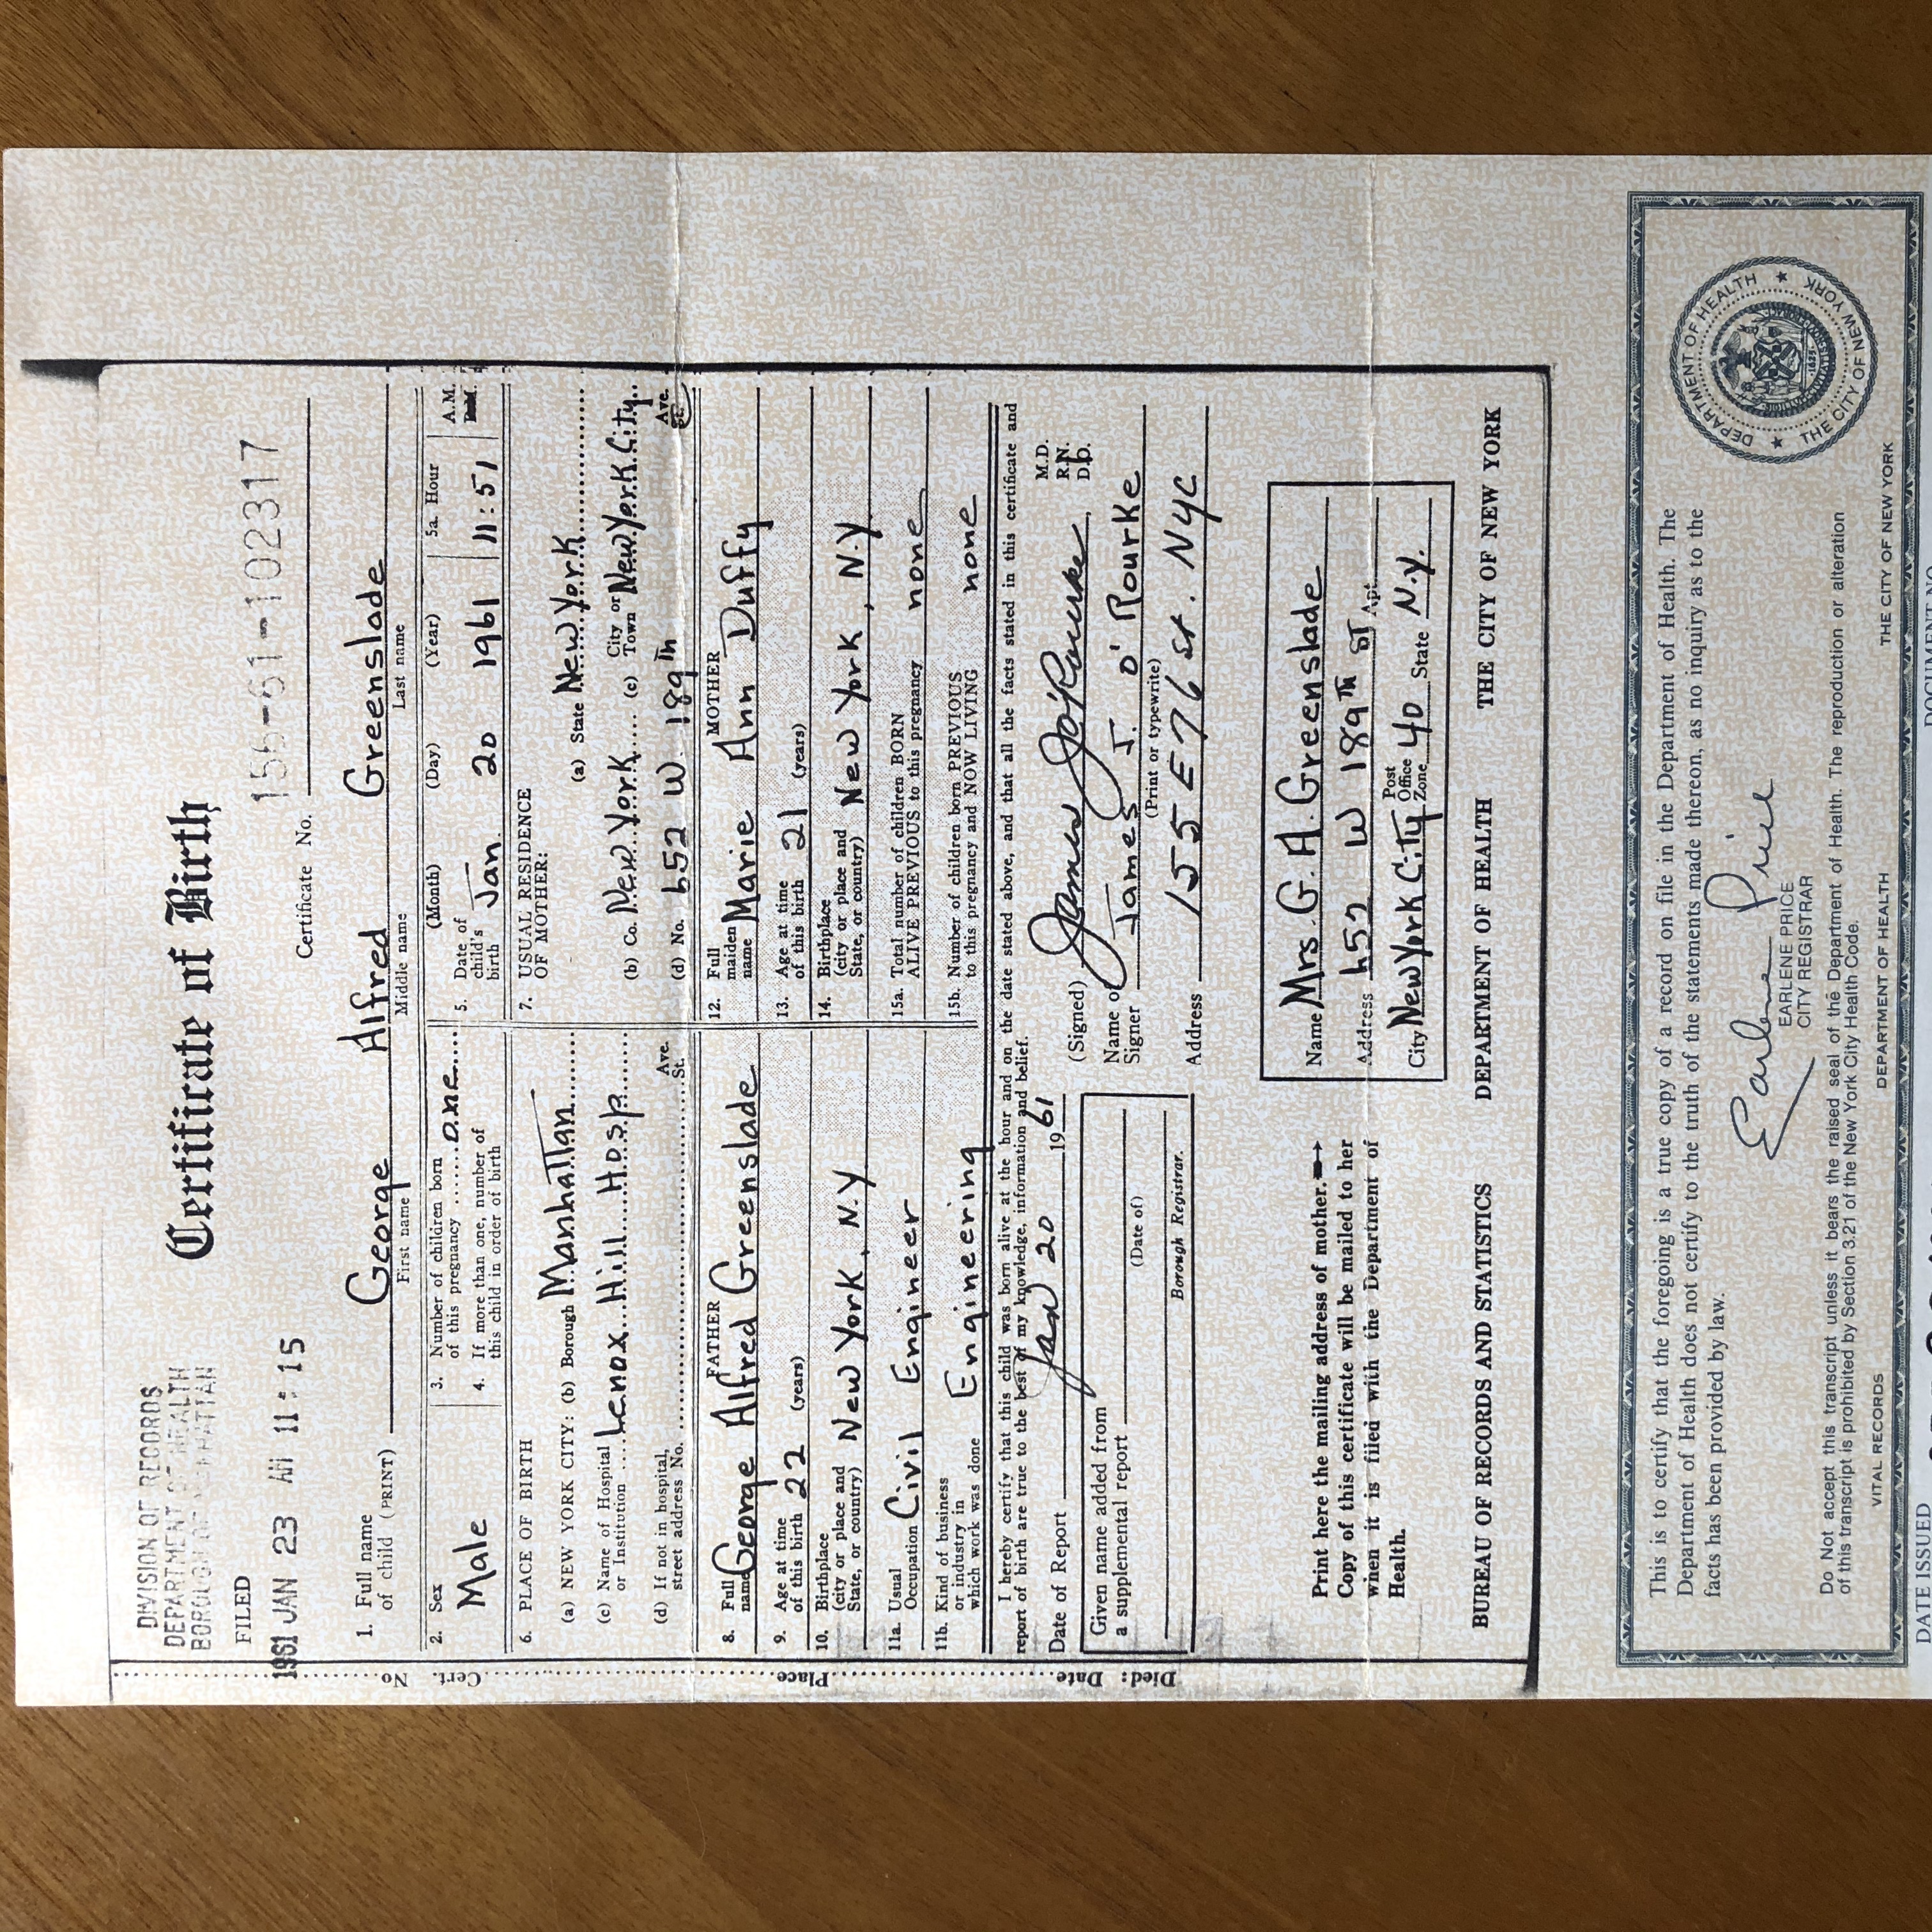 DIVISION OF RECORDS
DEPARTMENT OF HEALTH
BOROUGH OF MANHATTAN
Certificate of Birth
FILED
1961 JAN 23 AM 11:15
156-61-102317
Certificate No.
1. Full name of child (PRINT) George Alfred Greenslade
First name Middle name Last name
2. Sex Male
3. Number of children born of this pregnancy ....... one....
4. If more than one, number of this child in order of birth
(Month) (Day) (Year) 5a. Hour A.M.
5. Date of child's birth Jan. 20 1961 11:51 P.M.
6. PLACE OF BIRTH
(a) NEW YORK CITY: (b) Borough Manhattan
(c) Name of Hospital or Institution .... Lenox Hill Hosp
(d) If not in hospital, street address No. Ave. St.
7. USUAL RESIDENCE OF MOTHER:
(a) State New York
(b) Co. New York (c) City or Town New York City
(d) No. 652 W. 189th Ave. St.
FATHER
8. Full name George Alfred Greenslade
9. Age at time of this birth 22 (years)
10. Birthplace (city or place and State, or country) New York, N.Y
11a. Usual Occupation Civil Engineer
11b. Kind of business or industry in which work was done Engineering
MOTHER
12. Full maiden name Marie Ann Duffy
13. Age at time of this birth 21 (years)
14. Birthplace (city or place and State, or country) New York, N.Y.
15a. Total number of children BORN ALIVE PREVIOUS to this pregnancy none
15b. Number of children born PREVIOUS to this pregnancy and NOW LIVING none
I hereby certify that this child was born alive at the hour and on the date stated above, and that all the facts stated in this certificate and
report of birth are true to the best of my knowledge, information and belief.
Date of Report Jan 20 1961
(Signed) James J O'Rourke
M.D.
R.N.
D.O.
Given name added from
a supplemental report
(Date of)
Borough Registrar.
Name of Signer James J. O'Rourke
(Print or typewrite)
Address 155 E 76 St. NYC
Print here the mailing address of mother.
Copy of this certificate will be mailed to her
when it is filed with the Department of
Health.
Name Mrs. G. A. Greenslade
Address 652 W 189th ST Apt.
City New York City Post Office Zone 40 State N.Y.
BUREAU OF RECORDS AND STATISTICS DEPARTMENT OF HEALTH THE CITY OF NEW YORK
Died: Date..........Place..........Cert. No.
This is to certify that the foregoing is a true copy of a record on file in the Department of Health. The
Department of Health does not certify to the truth of the statements made thereon, as no inquiry as to the
facts has been provided by law.
Earlene Price
EARLENE PRICE
CITY REGISTRAR
Do Not accept this transcript unless it bears the raised seal of the Department of Health. The reproduction or alteration
of this transcript is prohibited by Section 3.21 of the New York City Health Code.
VITAL RECORDS DEPARTMENT OF HEALTH THE CITY OF NEW YORK
DEPARTMENT OF HEALTH
THE CITY OF NEW YORK
1625
DATE ISSUED
DOCUMENT NO.